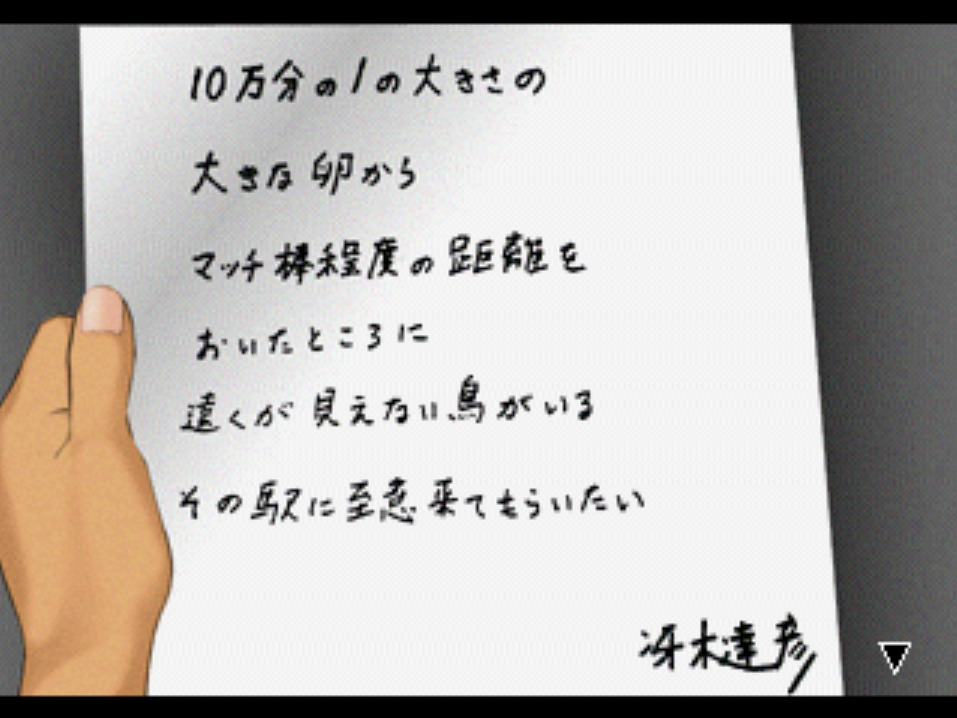 10万分の1の大きさの
大きな卵から
マッチ棒程度の距離を
おいたところに
遠くが見えない鳥がいる
その駅に至急来てもらいたい
冴木達彦